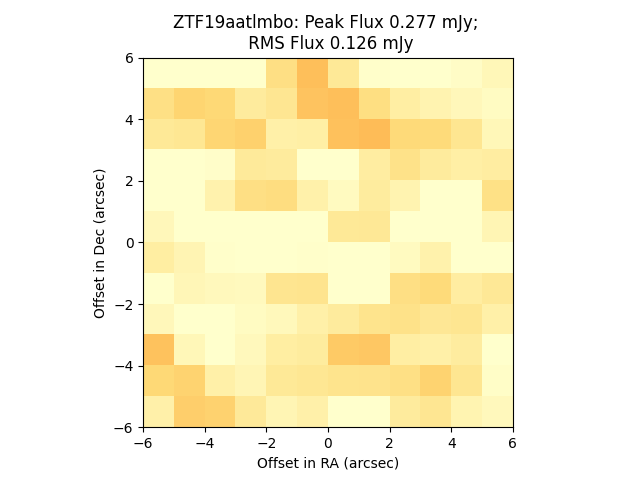 ZTF19aatlmbo: Peak Flux 0.277 mJy;
RMS Flux 0.126 mJy
6
4
2
0
−2
−4
−6
Offset in Dec (arcsec)
−6 −4 −2 0 2 4 6
Offset in RA (arcsec)